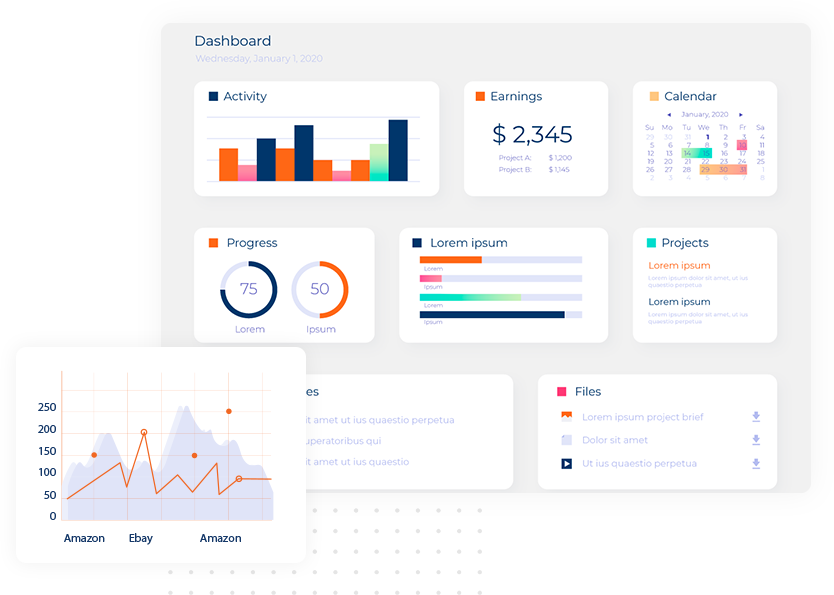 Dashboard
Wednesday, January 1, 2020
Activity
Earnings
$ 2,345
Project A: $ 1,200
Project B: $ 1,145
Calendar
January, 2020
Su Mo Tu We Th Fr Sa
29 30 31 1 2 3 4
5 6 7 8 9 10 11
12 13 14 15 16 17 18
19 20 21 22 23 24 25
26 27 28 29 30 31 1
2 3 4 5 6 7 8
Progress
75
50
Lorem
Ipsum
Lorem ipsum
Lorem
Ipsum
Lorem
Ipsum
Projects
Lorem ipsum
Lorem ipsum dolor sit amet, ut ius
quaestio perpetua
Lorem ipsum
Lorem ipsum dolor sit amet, ut ius
quaestio perpetua
es
it amet ut ius quaestio perpetua
uperatoribus qui
it amet ut ius quaestio
Files
Lorem ipsum project brief
Dolor sit amet
Ut ius quaestio perpetua
250
200
150
100
50
0
Amazon
Ebay
Amazon